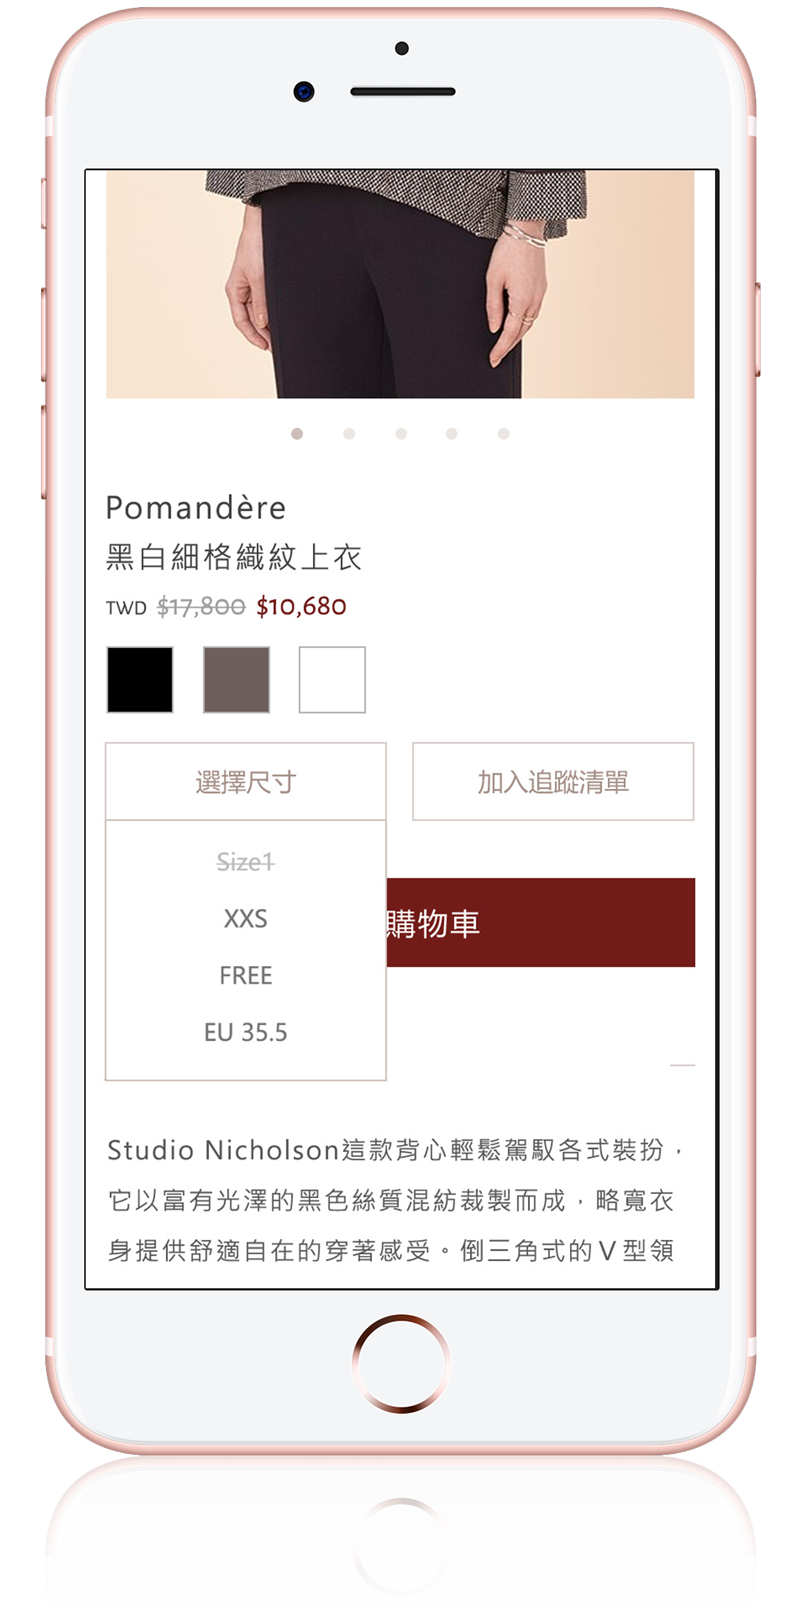 Pomandère
黑白細格織紋上衣
TWD $17,800 $10,680
選擇尺寸
加入追蹤清單
Size1
XXS
FREE
EU 35.5
購物車
Studio Nicholson這款背心輕鬆駕馭各式裝扮，
它以富有光澤的黑色絲質混紡裁製而成，略寬衣
身提供舒適自在的穿著感受。倒三角式的V型領